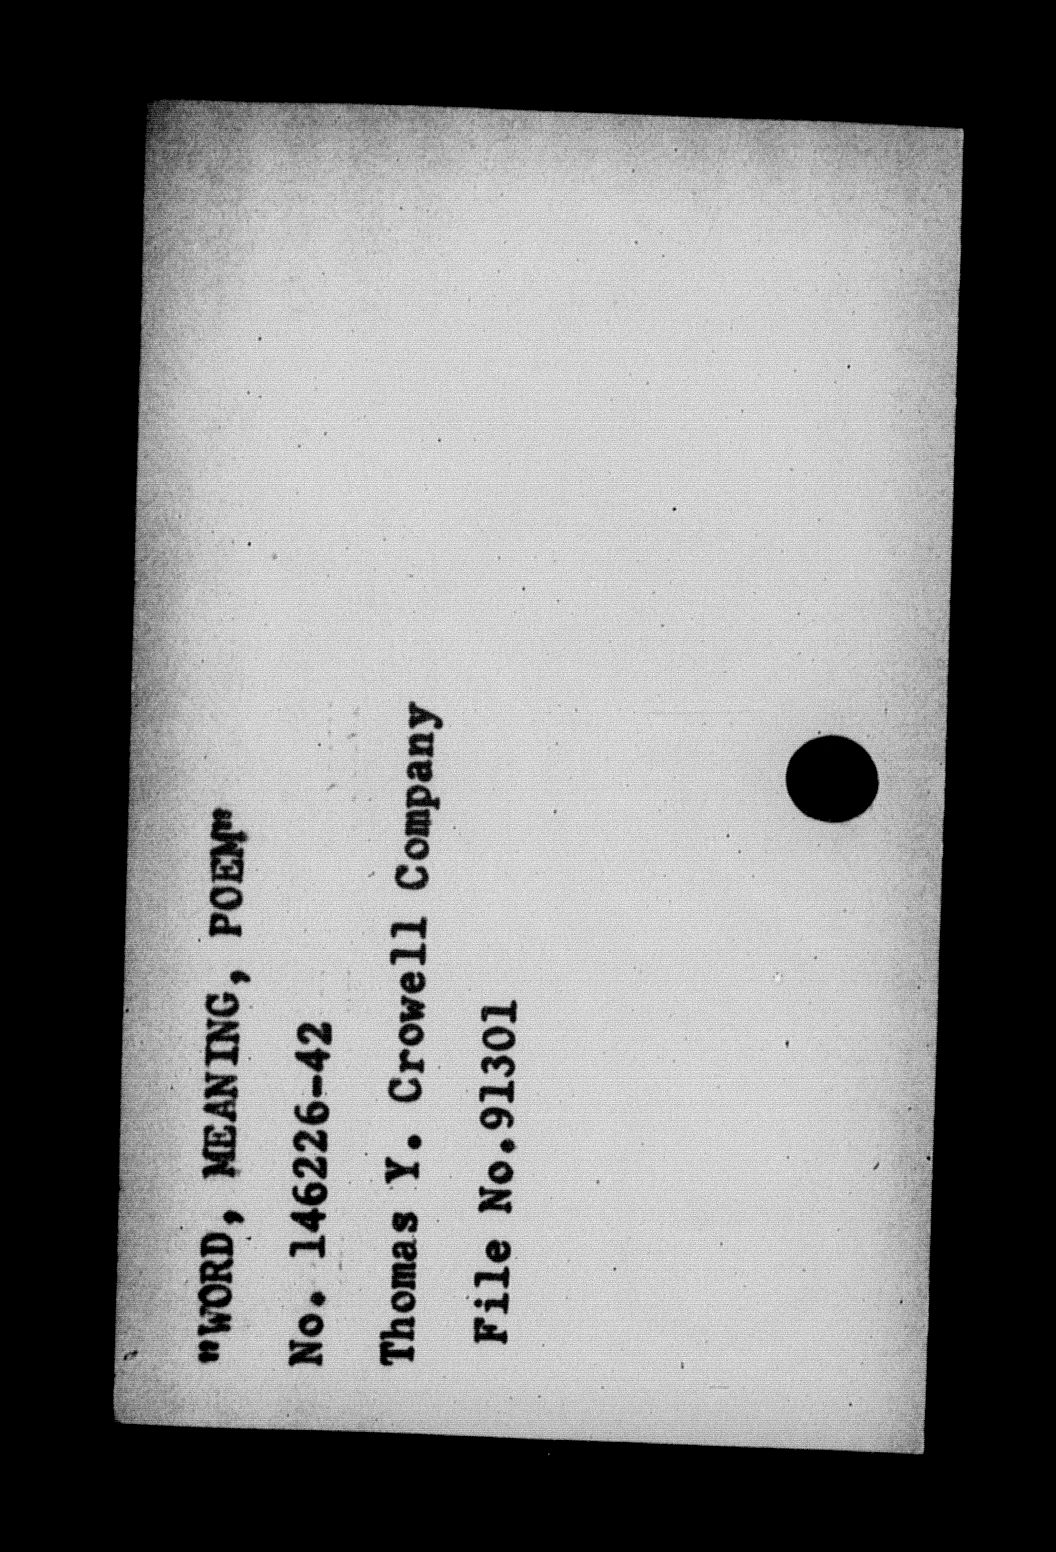 "WORD, MEANING, POEM"
No. 146226-42
Thomas Y. Crowell Company
File No.91301